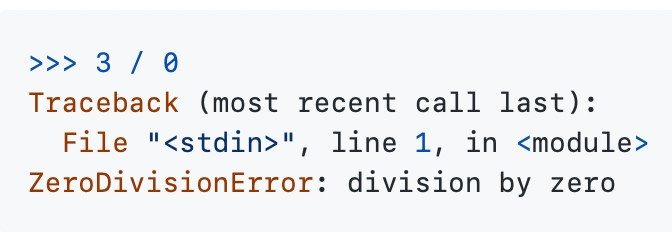 >>> 3 / 0
Traceback (most recent call last):
  File "<stdin>", line 1, in <module>
ZeroDivisionError: division by zero